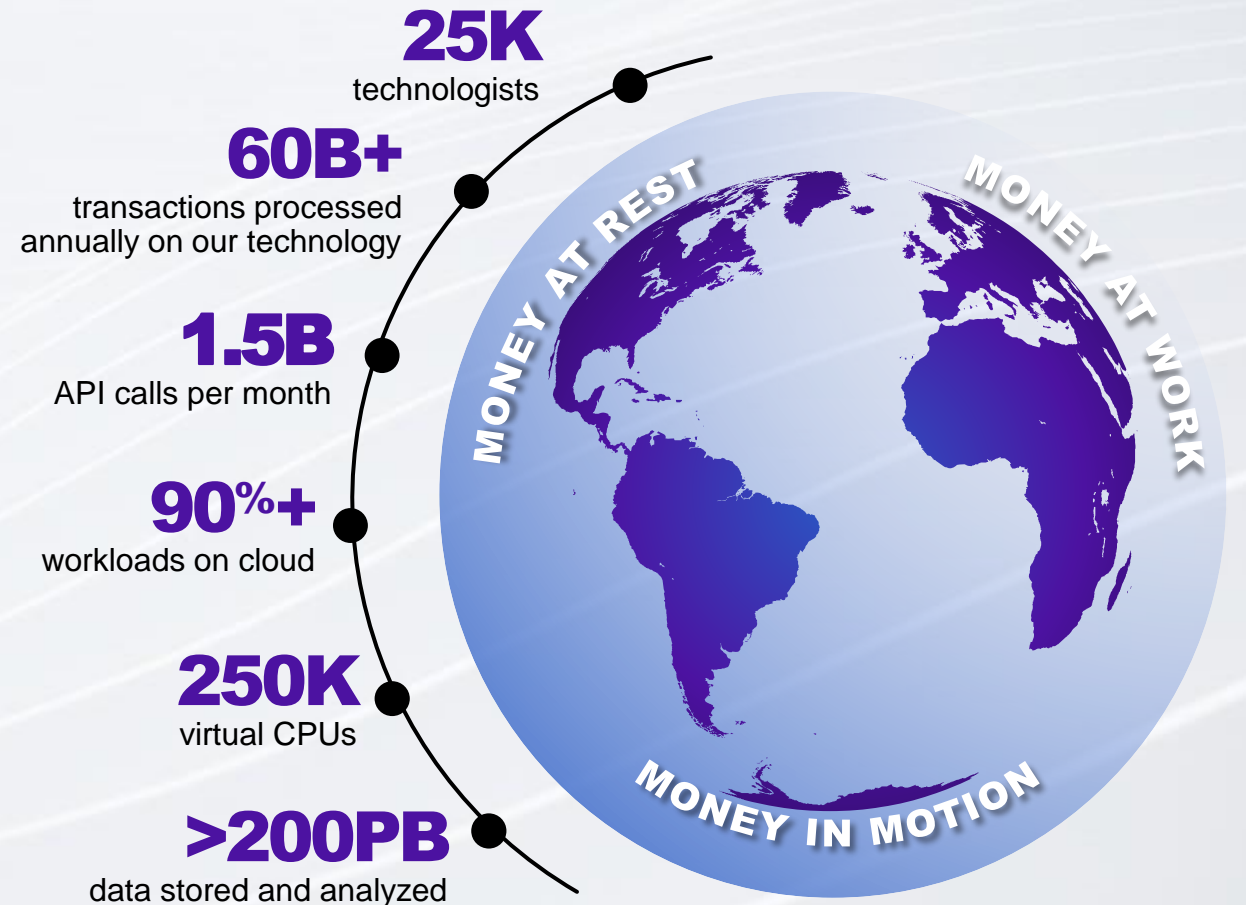 25K
technologists
60B+
transactions processed
annually on our technology
1.5B
API calls per month
90%+
workloads on cloud
250K
virtual CPUs
>200PB
data stored and analyzed
MONEY AT REST
MONEY AT WORK
MONEY IN MOTION